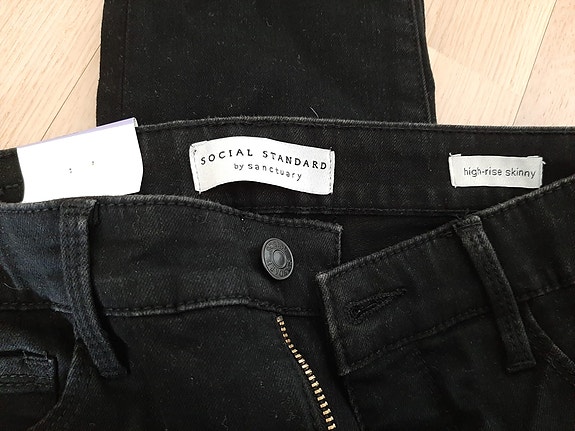 SOCIAL STANDARD
by sanctuary
high-rise skinny